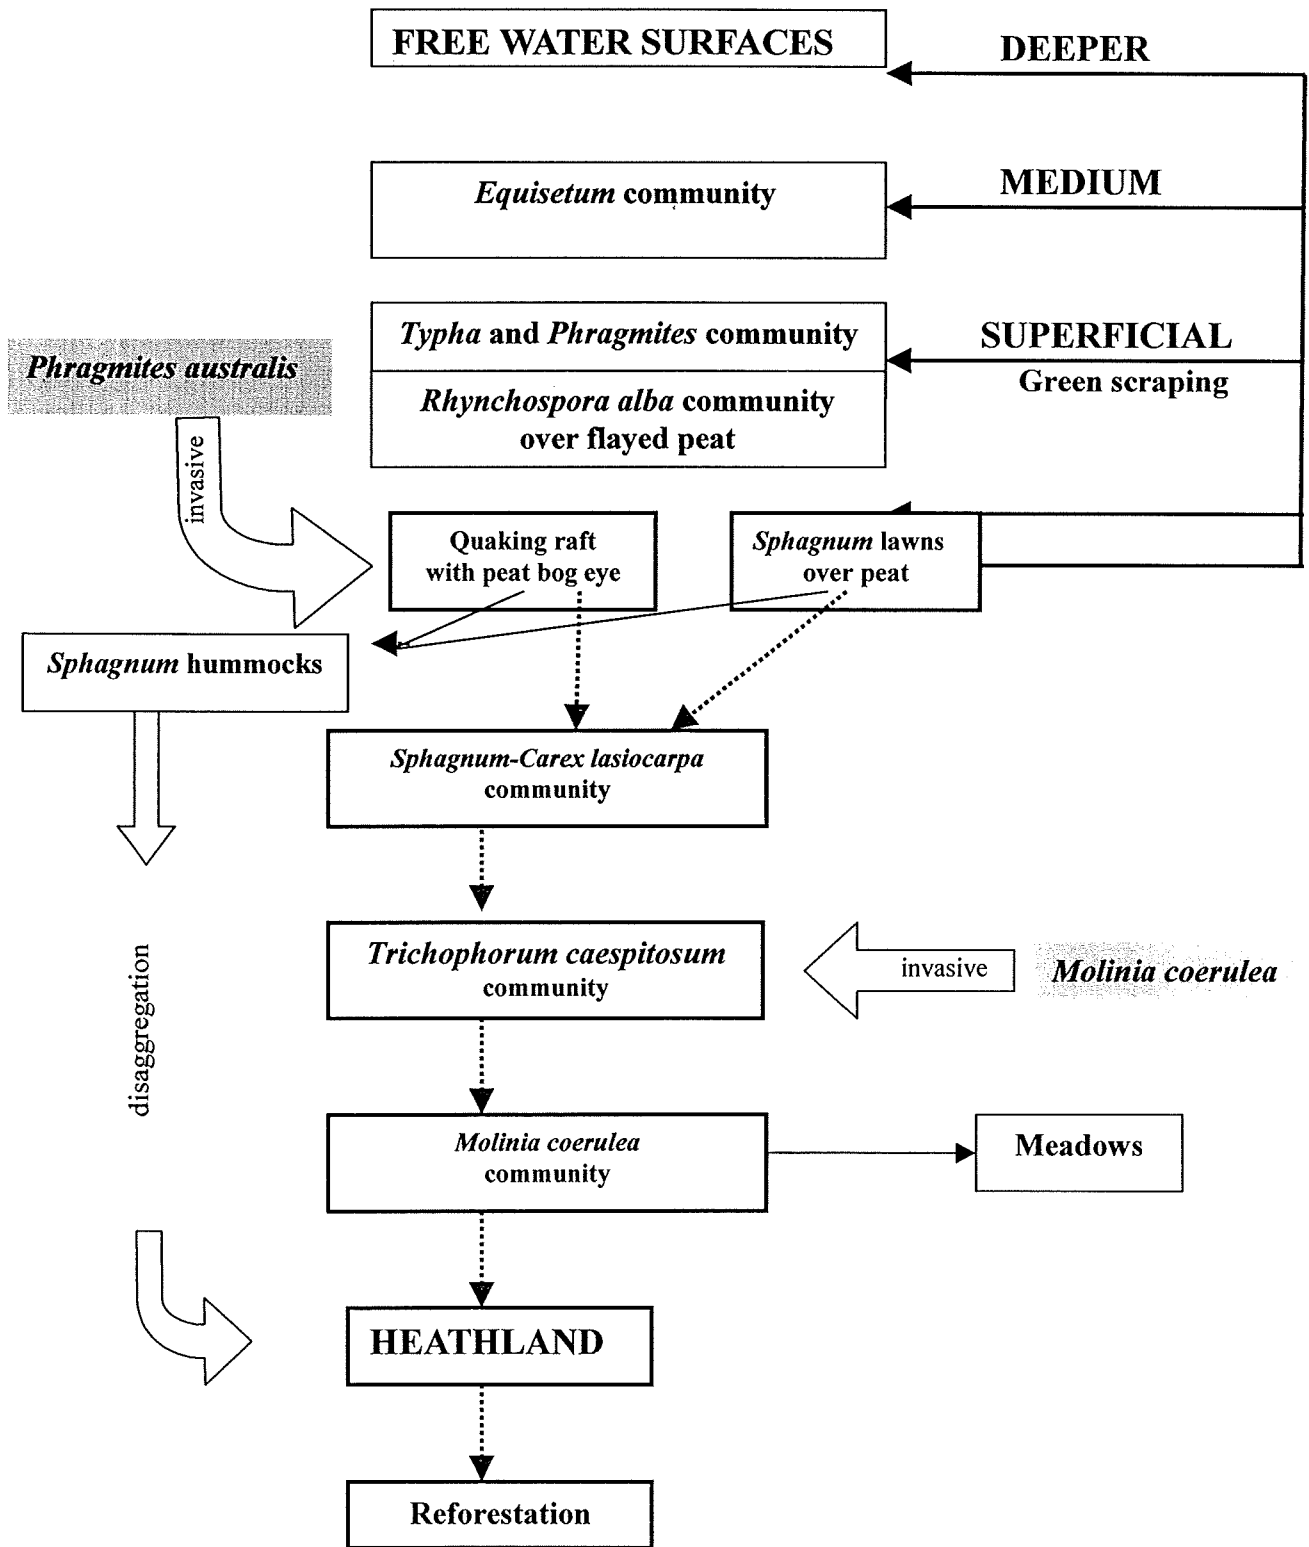 FREE WATER SURFACES
DEEPER
Equisetum community
MEDIUM
Typha and Phragmites community
SUPERFICIAL
Green scraping
Phragmites australis
Rhynchospora alba community
over flayed peat
invasive
Quaking raft
with peat bog eye
Sphagnum lawns
over peat
Sphagnum hummocks
Sphagnum-Carex lasiocarpa
community
disaggregation
Trichophorum caespitosum
community
invasive
Molinia coerulea
Molinia coerulea
community
Meadows
HEATHLAND
Reforestation